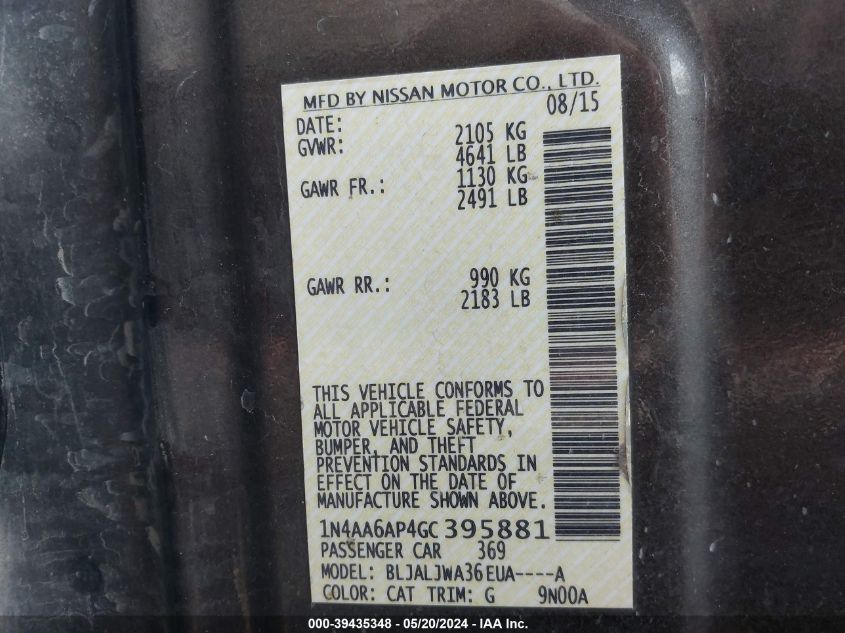 MFD BY NISSAN MOTOR CO., LTD.
DATE: 08/15
GVWR: 2105 KG
4641 LB
GAWR FR.: 1130 KG
2491 LB
GAWR RR.: 990 KG
2183 LB
THIS VEHICLE CONFORMS TO
ALL APPLICABLE FEDERAL
MOTOR VEHICLE SAFETY,
BUMPER, AND THEFT
PREVENTION STANDARDS IN
EFFECT ON THE DATE OF
MANUFACTURE SHOWN ABOVE.
1N4AA6AP4GC395881
PASSENGER CAR 369
MODEL: BLJALJWA36EUA----A
COLOR: CAT TRIM: G 9N00A
000-39435348 - 05/20/2024 - IAA Inc.